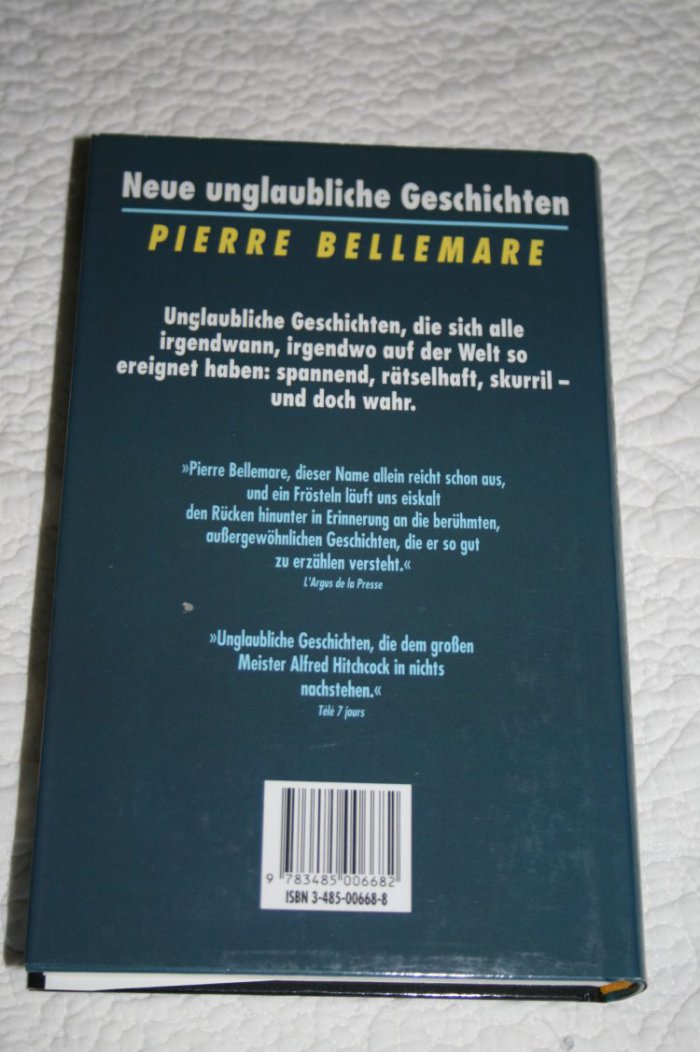 Neue unglaubliche Geschichten
PIERRE BELLEMARE
Unglaubliche Geschichten, die sich alle
irgendwann, irgendwo auf der Welt so
ereignet haben: spannend, rätselhaft, skurril –
und doch wahr.
»Pierre Bellemare, dieser Name allein reicht schon aus,
und ein Frösteln läuft uns eiskalt
den Rücken hinunter in Erinnerung an die berühmten,
außergewöhnlichen Geschichten, die er so gut
zu erzählen versteht.«
L'Argus de la Presse
»Unglaubliche Geschichten, die dem großen
Meister Alfred Hitchcock in nichts
nachstehen.«
Télé 7 jours
9 783485 006682
ISBN 3-485-00668-8